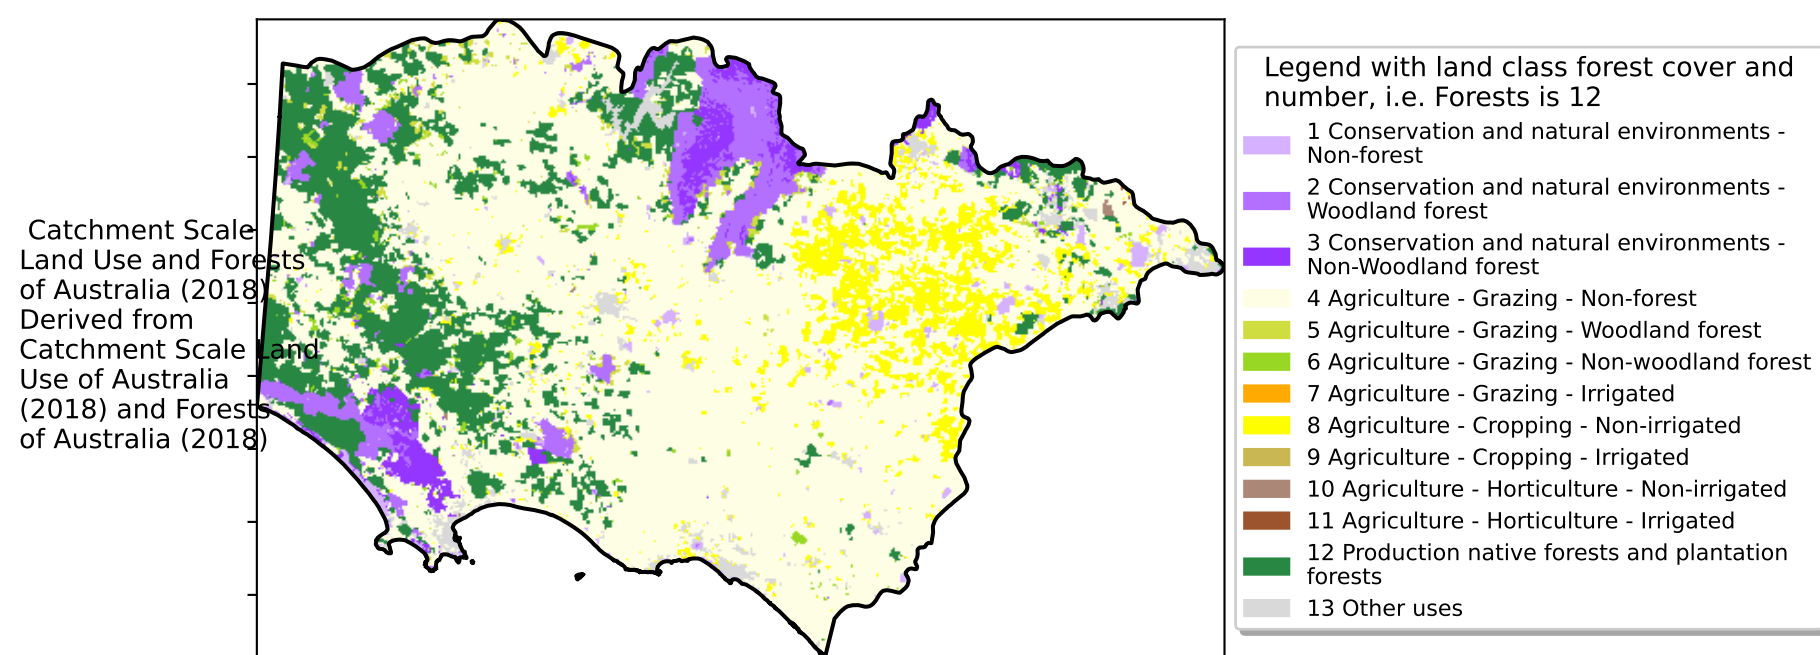 Catchment Scale
Land Use and Forests
of Australia (2018)
Derived from
Catchment Scale Land
Use of Australia
(2018) and Forests
of Australia (2018)
Legend with land class forest cover and
number, i.e. Forests is 12
1 Conservation and natural environments -
Non-forest
2 Conservation and natural environments -
Woodland forest
3 Conservation and natural environments -
Non-Woodland forest
4 Agriculture - Grazing - Non-forest
5 Agriculture - Grazing - Woodland forest
6 Agriculture - Grazing - Non-woodland forest
7 Agriculture - Grazing - Irrigated
8 Agriculture - Cropping - Non-irrigated
9 Agriculture - Cropping - Irrigated
10 Agriculture - Horticulture - Non-irrigated
11 Agriculture - Horticulture - Irrigated
12 Production native forests and plantation
forests
13 Other uses